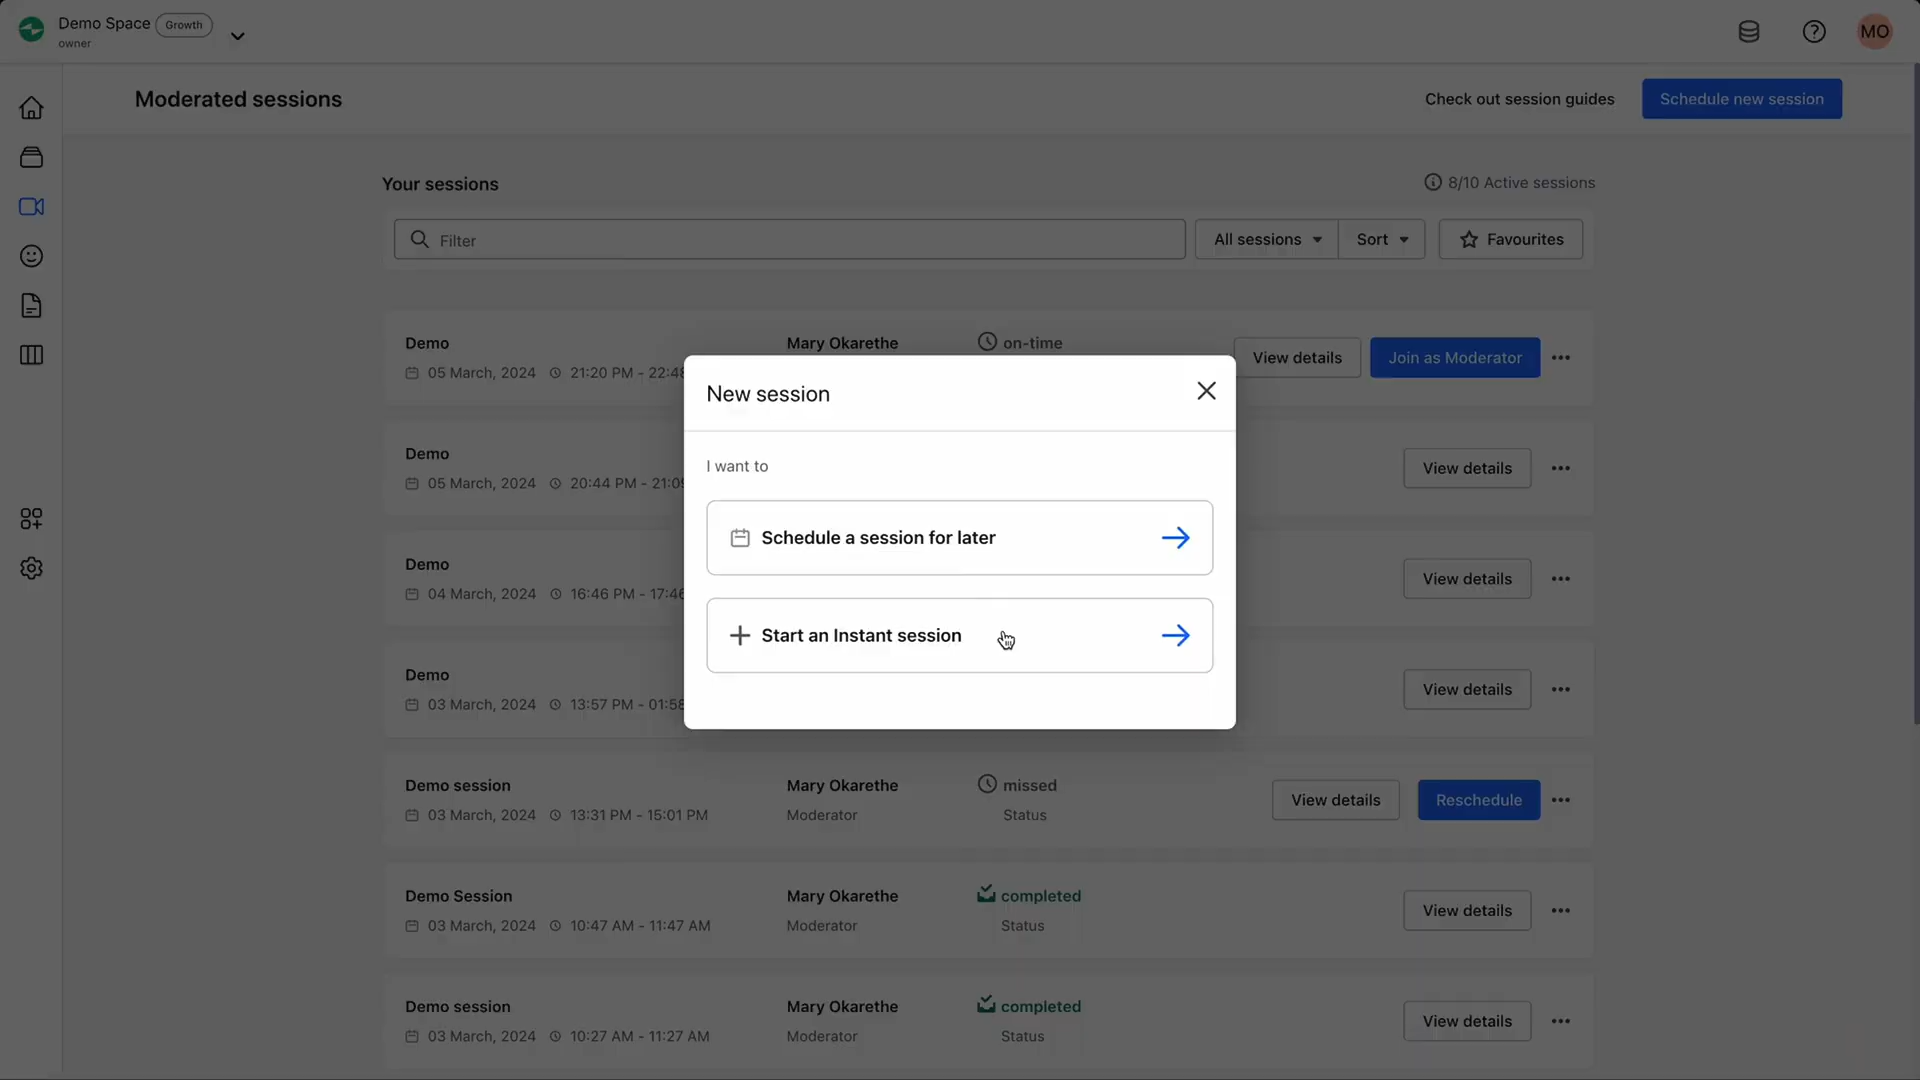 Demo Space Growth
owner
MO
Moderated sessions
Check out session guides
Schedule new session
Your sessions
8/10 Active sessions
Filter
All sessions
Sort
Favourites
Demo
Mary Okarethe
on-time
View details
Join as Moderator
05 March, 2024 21:20 PM - 22:48
New session
I want to
Schedule a session for later
Start an Instant session
Demo
05 March, 2024 20:44 PM - 21:09
View details
Demo
04 March, 2024 16:46 PM - 17:46
View details
Demo
03 March, 2024 13:57 PM - 01:58
View details
Demo session
Mary Okarethe
missed
View details
Reschedule
03 March, 2024 13:31 PM - 15:01 PM
Moderator
Status
Demo Session
Mary Okarethe
completed
View details
03 March, 2024 10:47 AM - 11:47 AM
Moderator
Status
Demo session
Mary Okarethe
completed
View details
03 March, 2024 10:27 AM - 11:27 AM
Moderator
Status